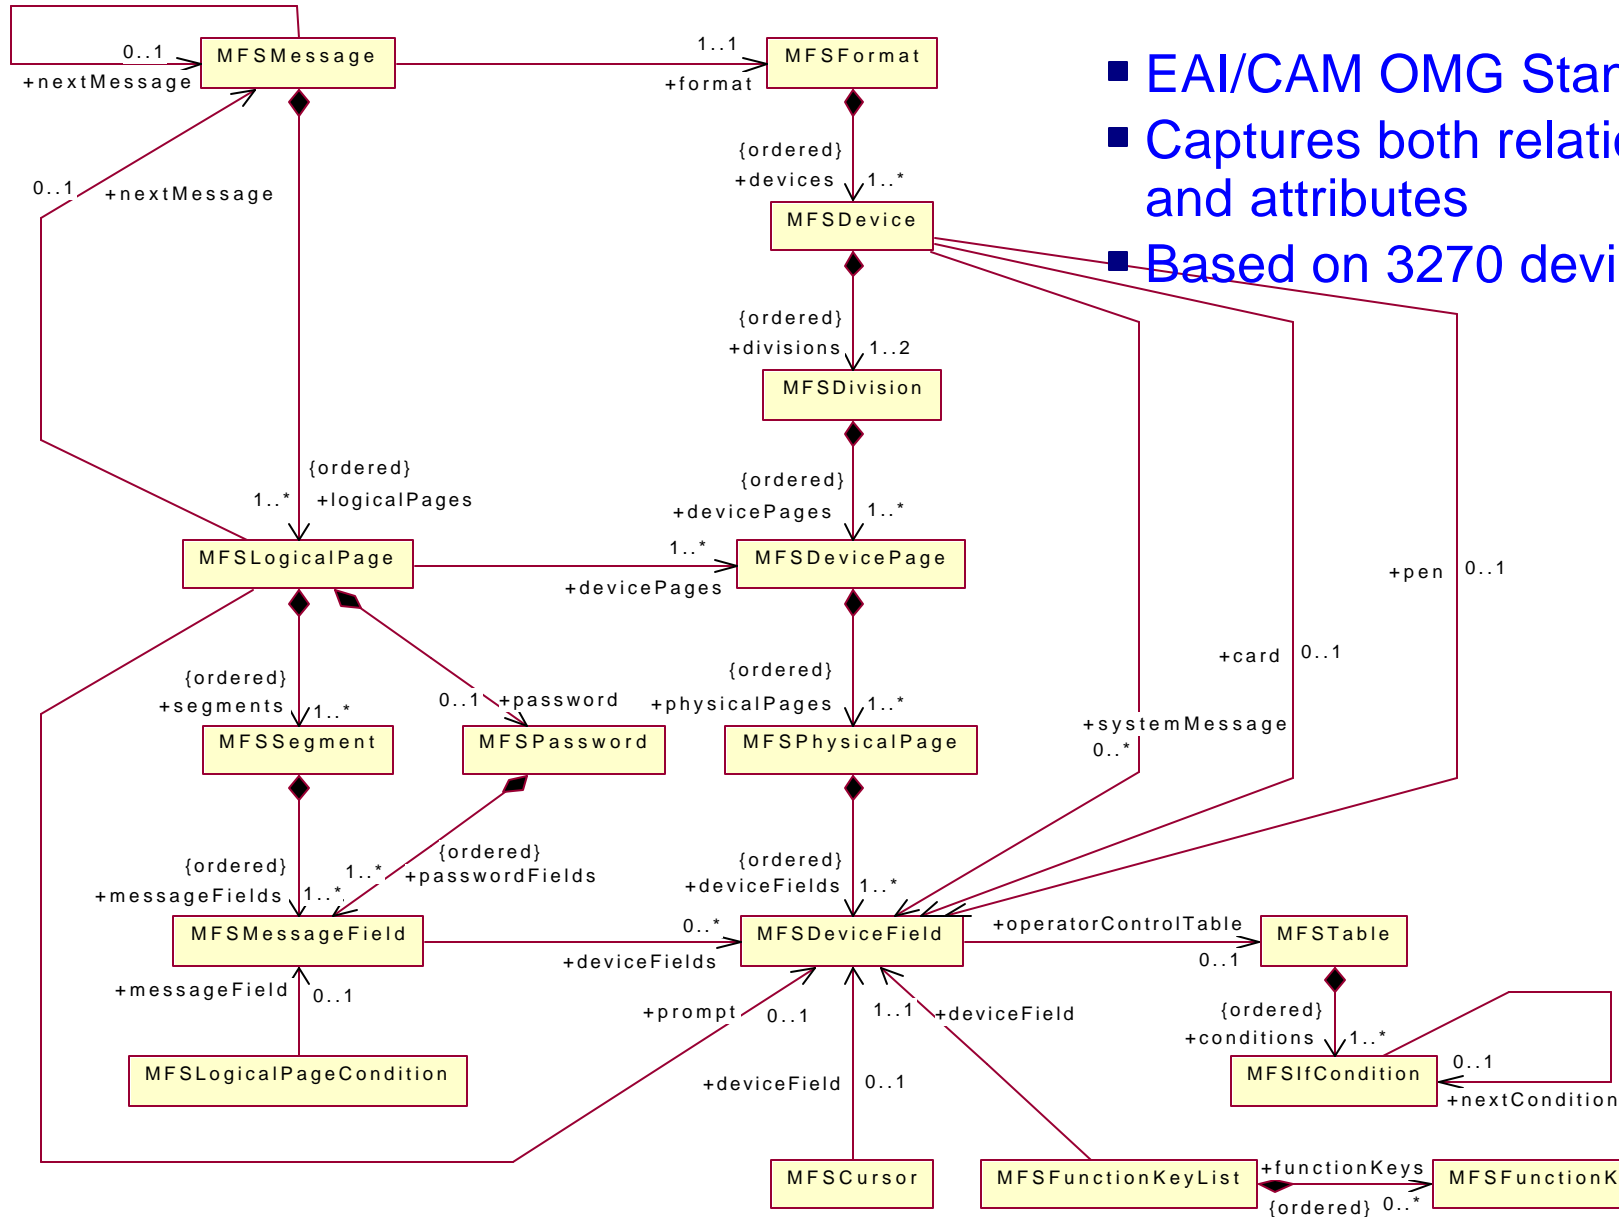 0..1
MFSMessage
1..1
MFSFormat
+nextMessage
+format
■ EAI/CAM OMG
■ Captures both
and attributes
■ Based on 3270
{ordered}
+devices
1..*
0..1
+nextMessage
MFSDevice
{ordered}
+divisions
1..2
MFSDivision
{ordered}
1..*
+logicalPages
{ordered}
+devicePages
1..*
MFSLogicalPage
1..*
MFSDevicePage
+devicePages
+pen
0..1
{ordered}
+segments
1..*
0..1
+password
{ordered}
+physicalPages
1..*
+card
0..1
+systemMessage
0..*
MFSSegment
MFSPassword
MFSPhysicalPage
{ordered}
+messageFields
1..*
1..*
{ordered}
+passwordFields
{ordered}
+deviceFields
1..*
MFSMessageField
0..*
+deviceFields
MFSDeviceField
+operatorControlTable
0..1
MFSTable
+messageField
0..1
+prompt
0..1
1..1
+deviceField
{ordered}
+conditions
1..*
MFSLogicalPageCondition
+deviceField
0..1
MFSIfCondition
0..1
+nextCondition
MFSCursor
MFSFunctionKeyList
+functionKeys
{ordered}
0..*